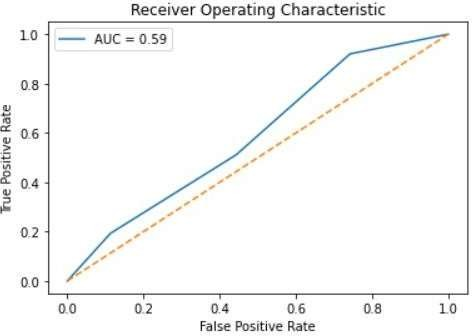 Receiver Operating Characteristic
AUC = 0.59
True Positive Rate
1.0
0.8
0.6
0.4
0.2
0.0
0.0 0.2 0.4 0.6 0.8 1.0
False Positive Rate